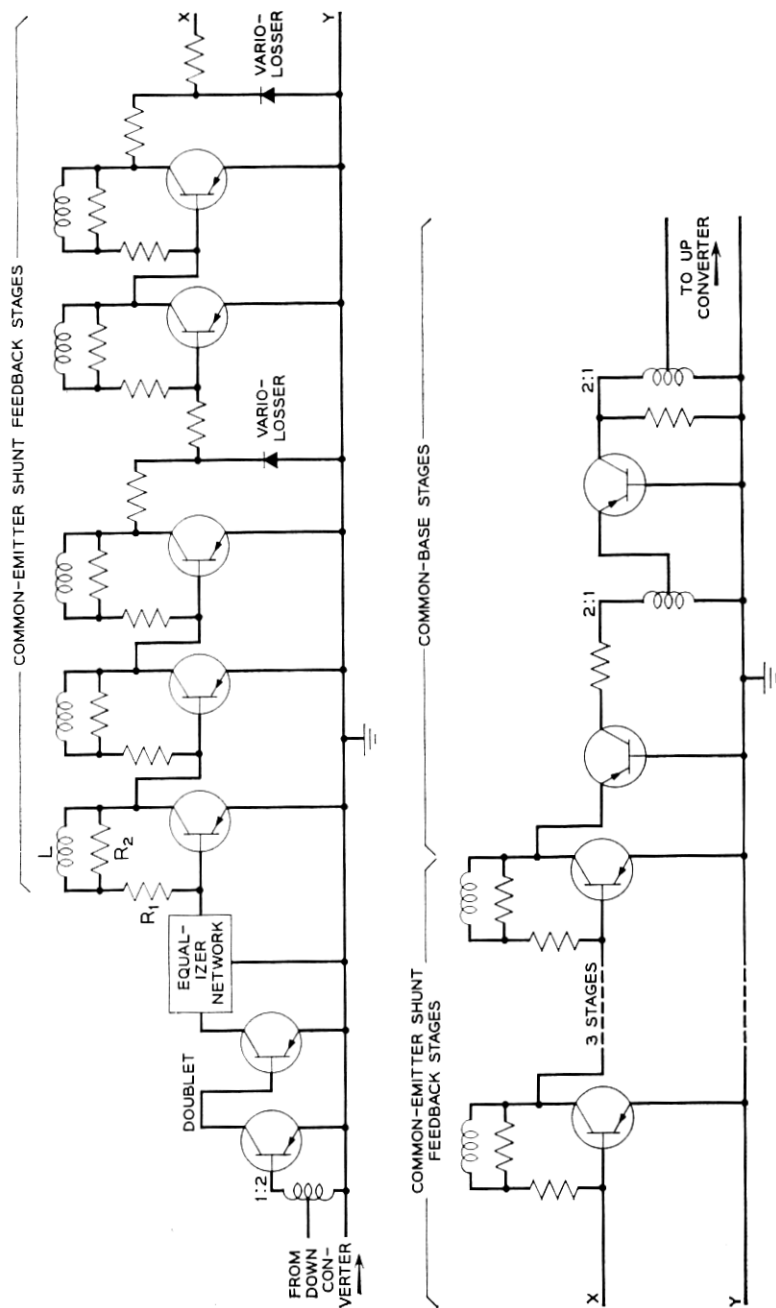 COMMON-EMITTER SHUNT FEEDBACK STAGES
FROM
DOWN
CON-
VERTER
1:2
DOUBLET
EQUAL-
IZER
NETWORK
R1
R2
L
VARIO-
LOSSER
VARIO-
LOSSER
X
Y
COMMON-EMITTER SHUNT
FEEDBACK STAGES
COMMON-BASE STAGES
X
Y
3 STAGES
2:1
2:1
TO UP
CONVERTER